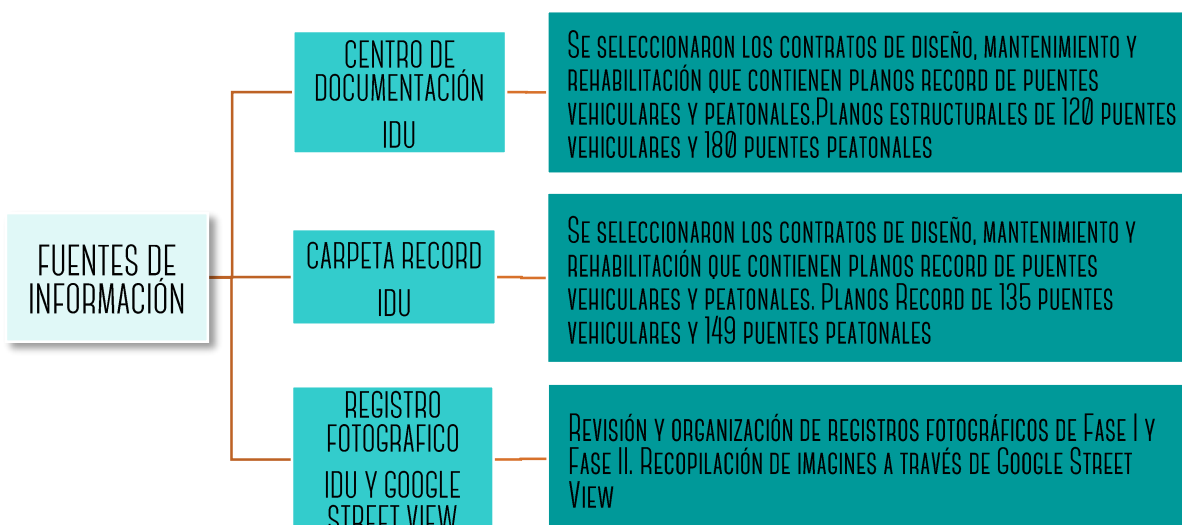 FUENTES DE
INFORMACIÓN
CENTRO DE
DOCUMENTACIÓN
IDU
SE SELECCIONARON LOS CONTRATOS DE DISEÑO, MANTENIMIENTO Y
REHABILITACIÓN QUE CONTIENEN PLANOS RECORD DE PUENTES
VEHICULARES Y PEATONALES.PLANOS ESTRUCTURALES DE 120 PUENTES
VEHICULARES Y 180 PUENTES PEATONALES
CARPETA RECORD
IDU
SE SELECCIONARON LOS CONTRATOS DE DISEÑO, MANTENIMIENTO Y
REHABILITACIÓN QUE CONTIENEN PLANOS RECORD DE PUENTES
VEHICULARES Y PEATONALES. PLANOS RECORD DE 135 PUENTES
VEHICULARES Y 149 PUENTES PEATONALES
REGISTRO
FOTOGRAFICO
IDU Y GOOGLE
STREET VIEW
REVISIÓN Y ORGANIZACIÓN DE REGISTROS FOTOGRÁFICOS DE FASE I Y
FASE II. RECOPILACIÓN DE IMAGINES A TRAVÉS DE GOOGLE STREET
VIEW